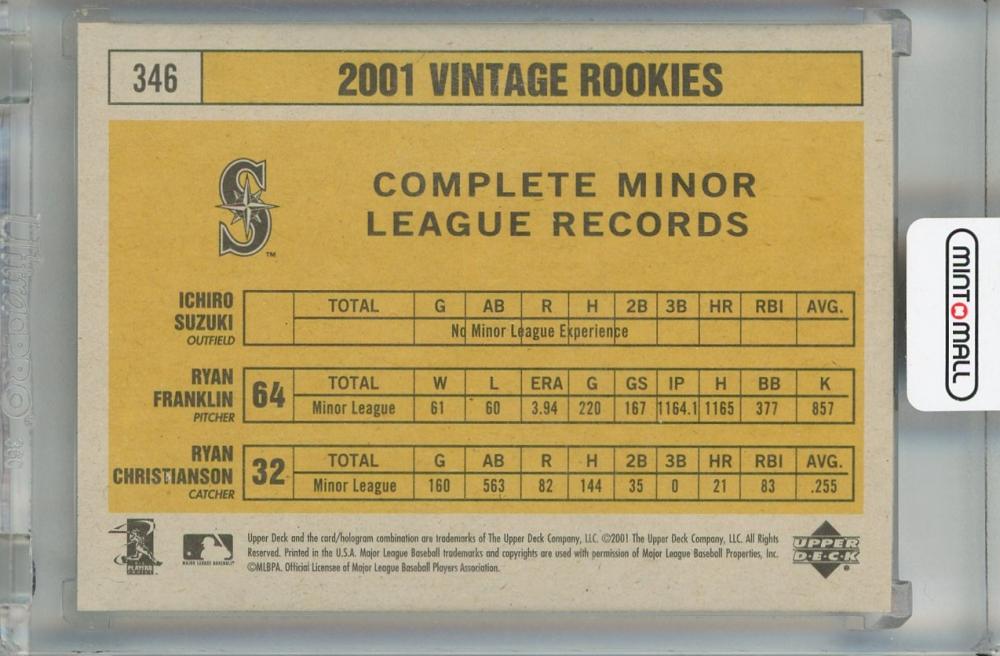 346
2001 VINTAGE ROOKIES
S
TM
COMPLETE MINOR
LEAGUE RECORDS
ICHIRO
SUZUKI
OUTFIELD
TOTAL G AB R H 2B 3B HR RBI AVG.
No Minor League Experience
RYAN
FRANKLIN
PITCHER
64
TOTAL W L ERA G GS IP H BB K
Minor League 61 60 3.94 220 167 1164.1 1165 377 857
RYAN
CHRISTIANSON
CATCHER
32
TOTAL G AB R H 2B 3B HR RBI AVG.
Minor League 160 563 82 144 35 0 21 83 .255
PLAYERS
MAJOR LEAGUE BASEBALL
Upper Deck and the card/hologram combination are trademarks of The Upper Deck Company, LLC. ©2001 The Upper Deck Company, LLC. All Rights
Reserved. Printed in the U.S.A. Major League Baseball trademarks and copyrights are used with permission of Major League Baseball Properties, Inc.
©MLBPA. Official Licensee of Major League Baseball Players Association.
UPPER
DECK
MINT MALL